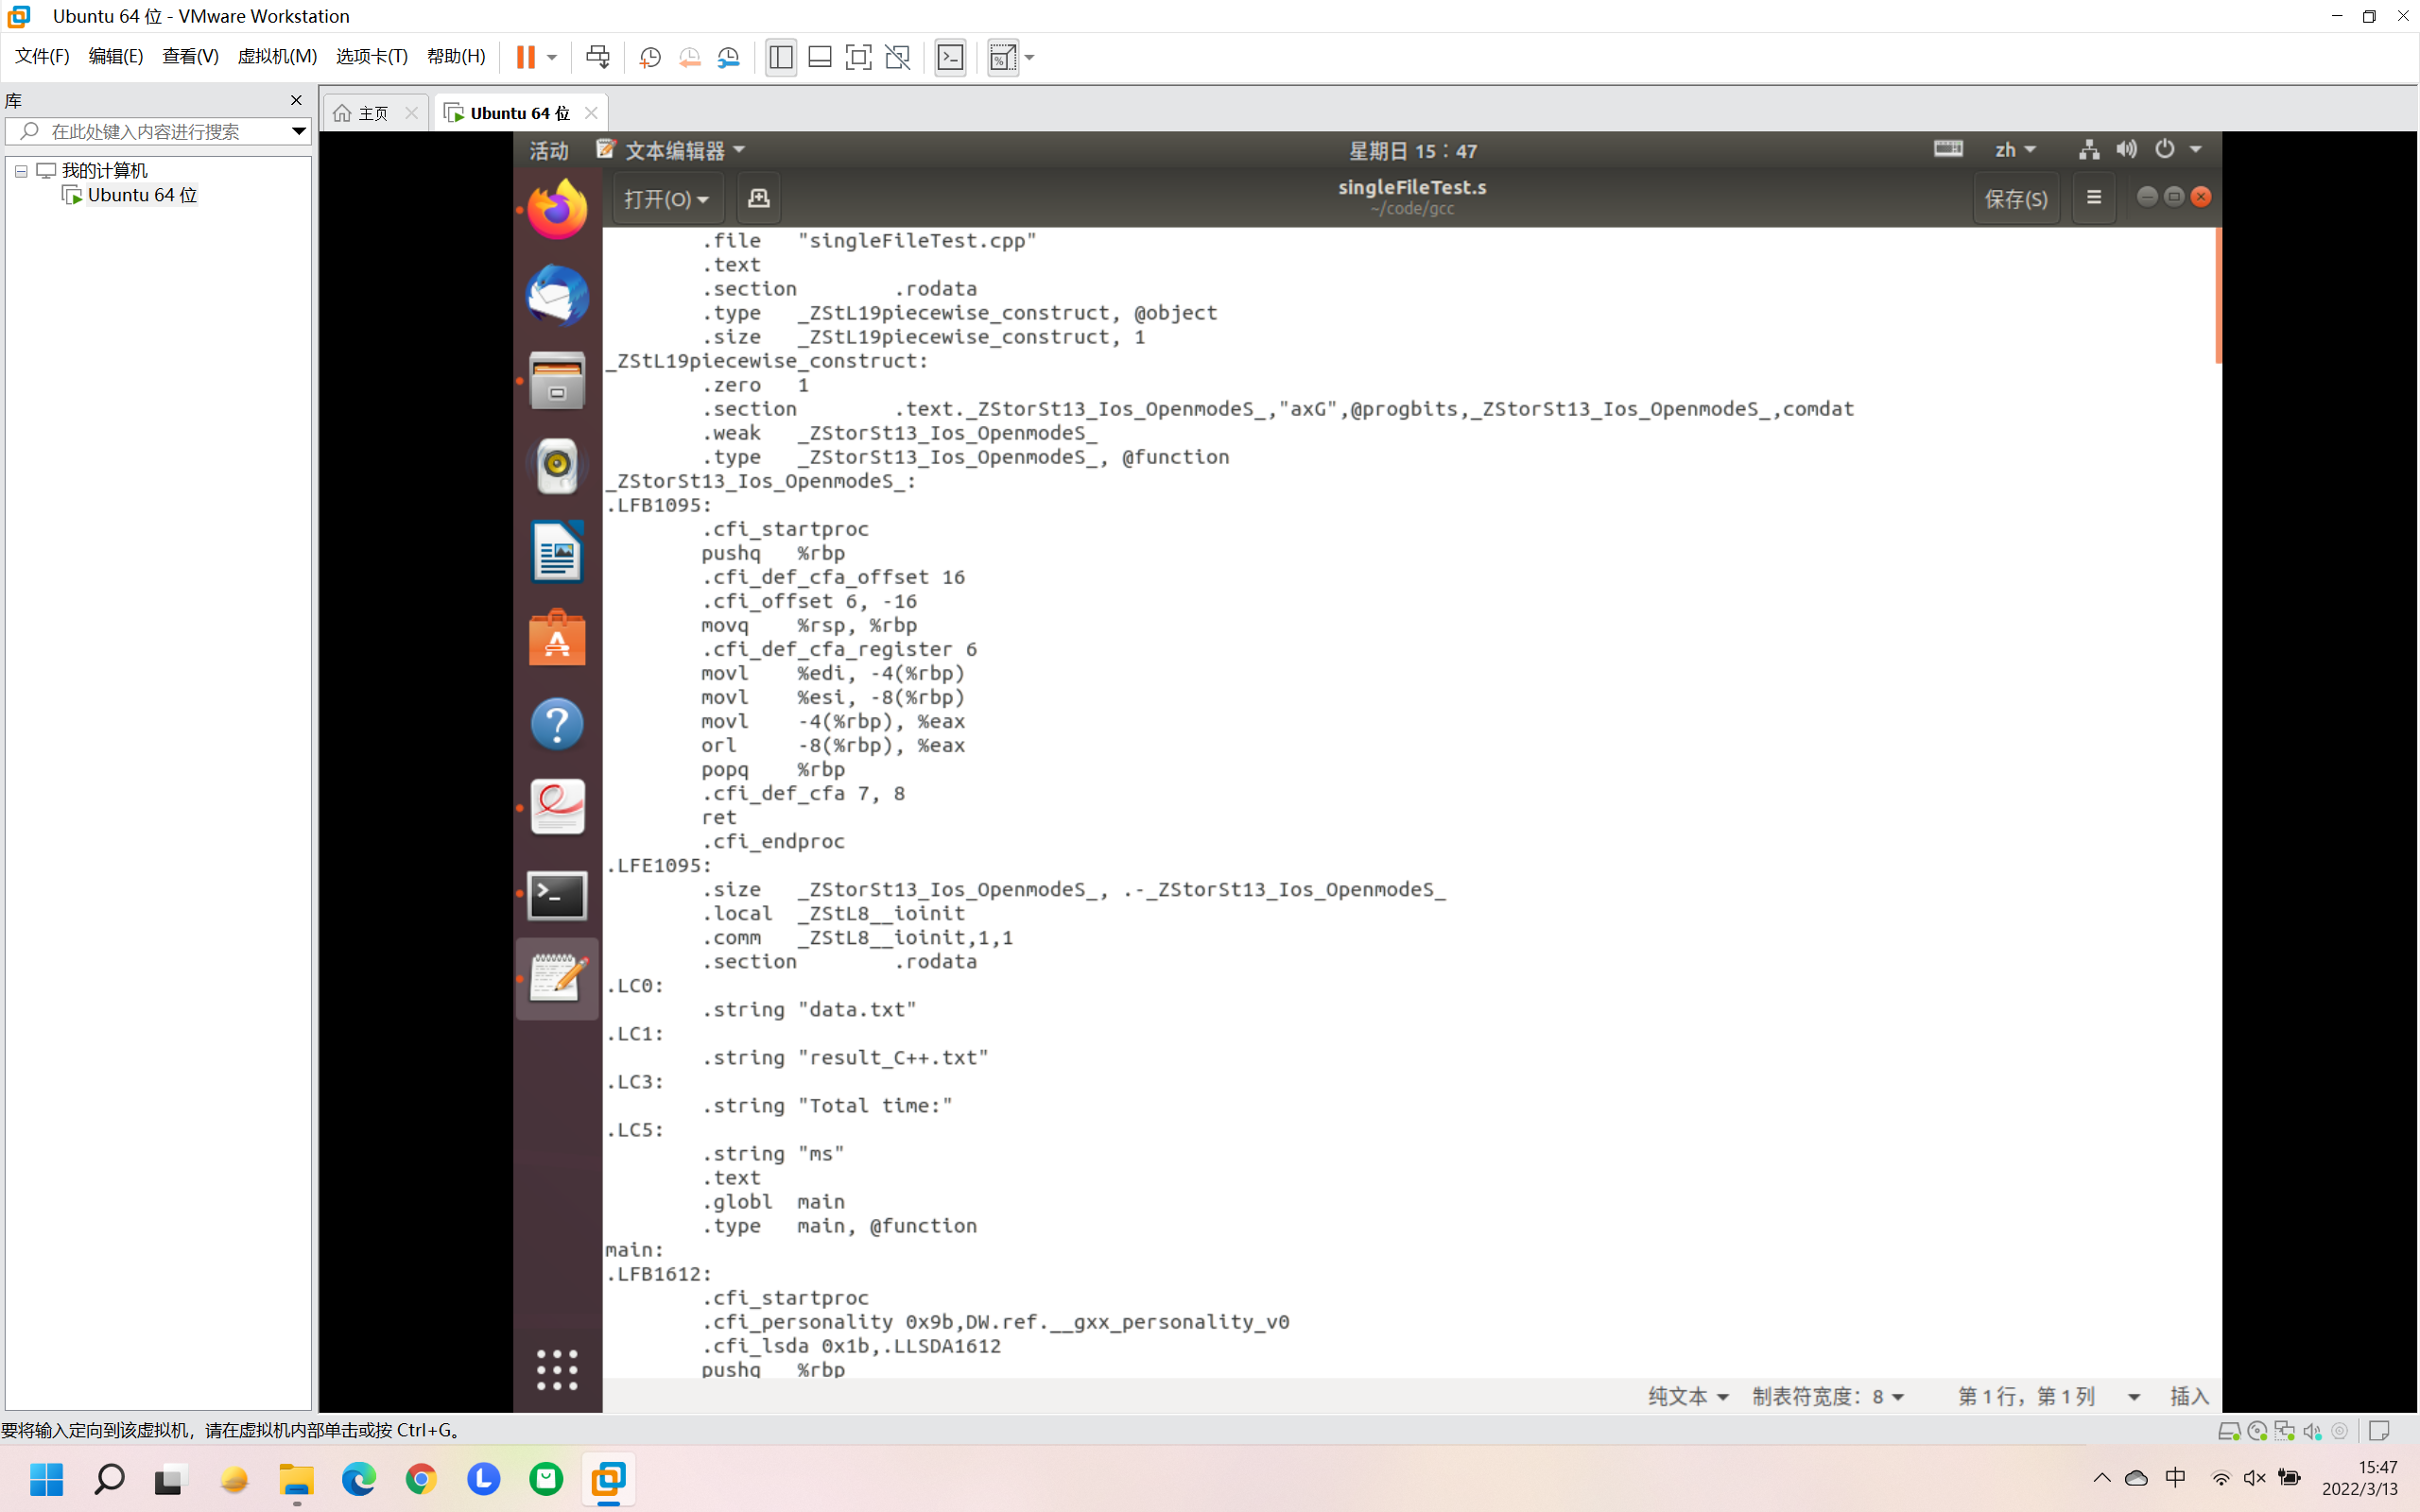 Ubuntu 64 位 - VMware Workstation
文件(F) 编辑(E) 查看(V) 虚拟机(M) 选项卡(T) 帮助(H)
库
在此处键入内容进行搜索
我的计算机
Ubuntu 64 位
主页 Ubuntu 64 位
活动 文本编辑器 星期日 15：47 zh
打开(O) singleFileTest.s 保存(S)
~/code/gcc
.file "singleFileTest.cpp"
.text
.section .rodata
.type _ZStL19piecewise_construct, @object
.size _ZStL19piecewise_construct, 1
_ZStL19piecewise_construct:
.zero 1
.section .text._ZStorSt13_Ios_OpenmodeS_,"axG",@progbits,_ZStorSt13_Ios_OpenmodeS_,comdat
.weak _ZStorSt13_Ios_OpenmodeS_
.type _ZStorSt13_Ios_OpenmodeS_, @function
_ZStorSt13_Ios_OpenmodeS_:
.LFB1095:
.cfi_startproc
pushq %rbp
.cfi_def_cfa_offset 16
.cfi_offset 6, -16
movq %rsp, %rbp
.cfi_def_cfa_register 6
movl %edi, -4(%rbp)
movl %esi, -8(%rbp)
movl -4(%rbp), %eax
orl -8(%rbp), %eax
popq %rbp
.cfi_def_cfa 7, 8
ret
.cfi_endproc
.LFE1095:
.size _ZStorSt13_Ios_OpenmodeS_, .-_ZStorSt13_Ios_OpenmodeS_
.local _ZStL8__ioinit
.comm _ZStL8__ioinit,1,1
.section .rodata
.LC0:
.string "data.txt"
.LC1:
.string "result_C++.txt"
.LC3:
.string "Total time:"
.LC5:
.string "ms"
.text
.globl main
.type main, @function
main:
.LFB1612:
.cfi_startproc
.cfi_personality 0x9b,DW.ref.__gxx_personality_v0
.cfi_lsda 0x1b,.LLSDA1612
pushq %rbp
纯文本 制表符宽度：8 第 1 行，第 1 列 插入
要将输入定向到该虚拟机，请在虚拟机内部单击或按 Ctrl+G。
中 15:47
2022/3/13